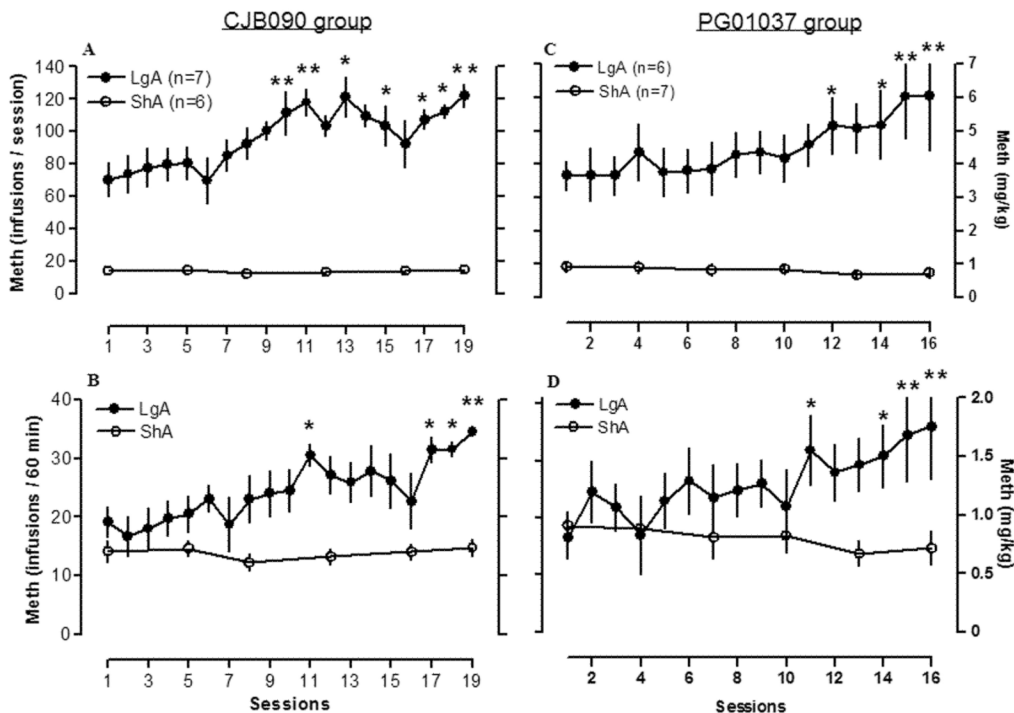 CJB090 group
PG01037 group
A
LgA (n=7)
ShA (n=6)
Meth (infusions / session)
140
120
100
80
60
40
20
0
** ** * * * * **
1 3 5 7 9 11 13 15 17 19
C
LgA (n=6)
ShA (n=7)
* * ** **
7
6
5
4
3
2
1
0
Meth (mg/kg)
2 4 6 8 10 12 14 16
B
LgA
ShA
Meth (infusions / 60 min)
40
30
20
10
0
* * * **
1 3 5 7 9 11 13 15 17 19
Sessions
D
LgA
ShA
* * ** **
2.0
1.5
1.0
0.5
0
Meth (mg/kg)
2 4 6 8 10 12 14 16
Sessions